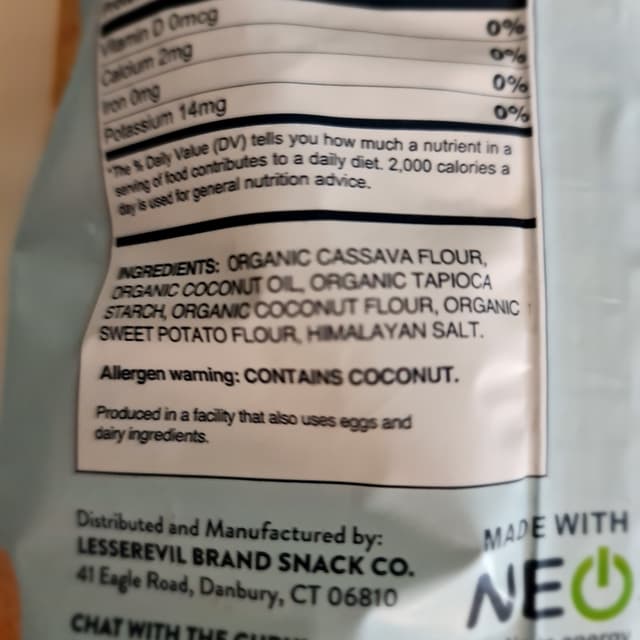 Vitamin D 0mcg 0%
Calcium 2mg 0%
Iron 0mg 0%
Potassium 14mg 0%
*The % Daily Value (DV) tells you how much a nutrient in a
serving of food contributes to a daily diet. 2,000 calories a
day is used for general nutrition advice.
INGREDIENTS: ORGANIC CASSAVA FLOUR,
ORGANIC COCONUT OIL, ORGANIC TAPIOCA
STARCH, ORGANIC COCONUT FLOUR, ORGANIC
SWEET POTATO FLOUR, HIMALAYAN SALT.
Allergen warning: CONTAINS COCONUT.
Produced in a facility that also uses eggs and
dairy ingredients.
Distributed and Manufactured by:
LESSEREVIL BRAND SNACK CO.
41 Eagle Road, Danbury, CT 06810
CHAT WITH THE
MADE WITH
NEO